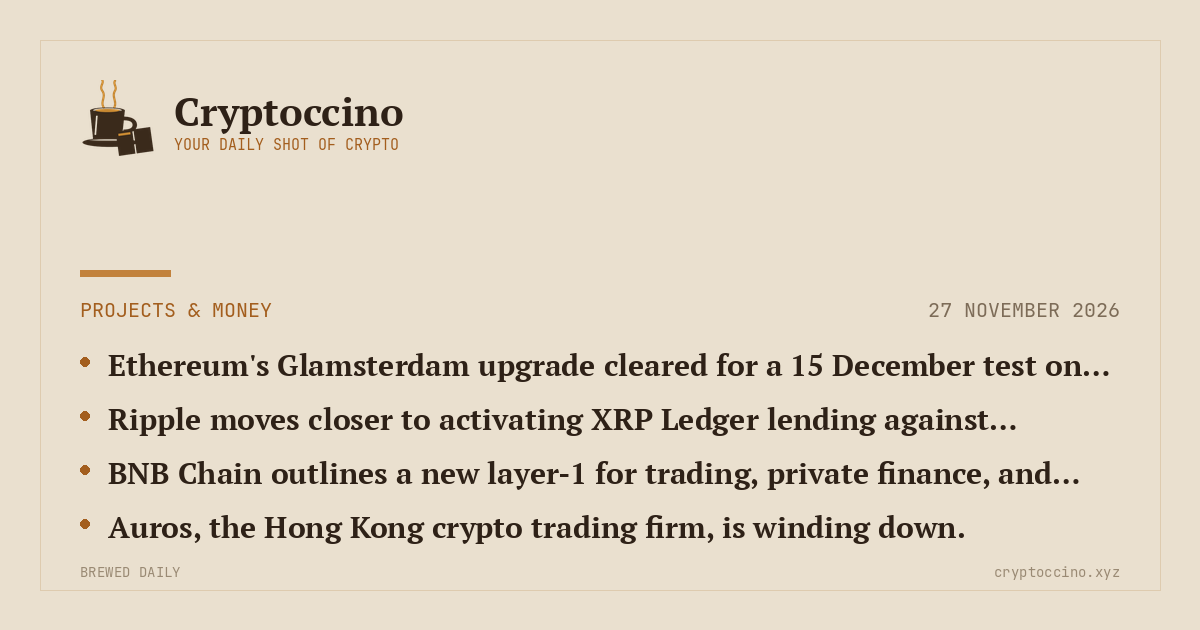 Cryptoccino
YOUR DAILY SHOT OF CRYPTO
PROJECTS & MONEY
27 NOVEMBER 2026
Ethereum's Glamsterdam upgrade cleared for a 15 December test on...
Ripple moves closer to activating XRP Ledger lending against...
BNB Chain outlines a new layer-1 for trading, private finance, and...
Auros, the Hong Kong crypto trading firm, is winding down.
BREWED DAILY
cryptoccino.xyz